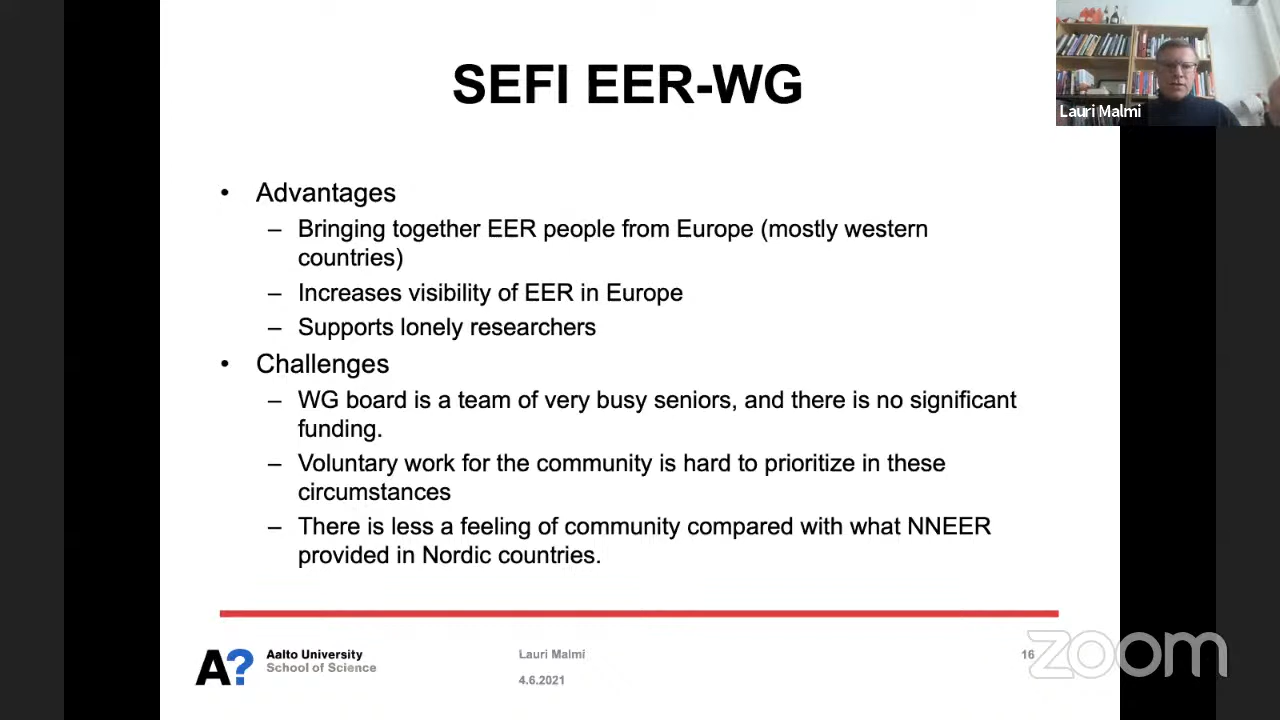 SEFI EER-WG
Lauri Malmi
• Advantages
– Bringing together EER people from Europe (mostly western
countries)
– Increases visibility of EER in Europe
– Supports lonely researchers
• Challenges
– WG board is a team of very busy seniors, and there is no significant
funding.
– Voluntary work for the community is hard to prioritize in these
circumstances
– There is less a feeling of community compared with what NNEER
provided in Nordic countries.
A?
Aalto University
School of Science
Lauri Malmi
4.6.2021
16
zoom